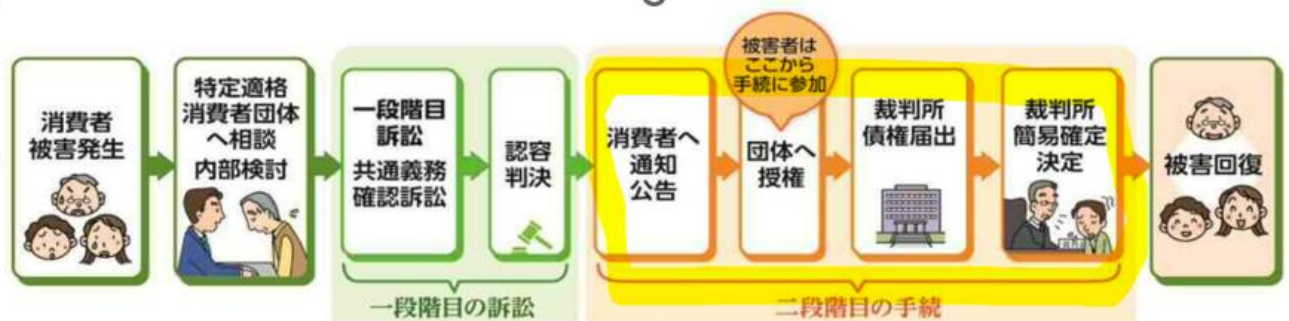 消費者
被害発生
特定適格
消費者団体
へ相談
内部検討
一段階目
訴訟
共通義務
確認訴訟
認容
判決
一段階目の訴訟
消費者へ
通知
公告
被害者は
ここから
手続に参加
団体へ
授権
裁判所
債権届出
裁判所
簡易確定
決定
二段階目の手続
被害回復